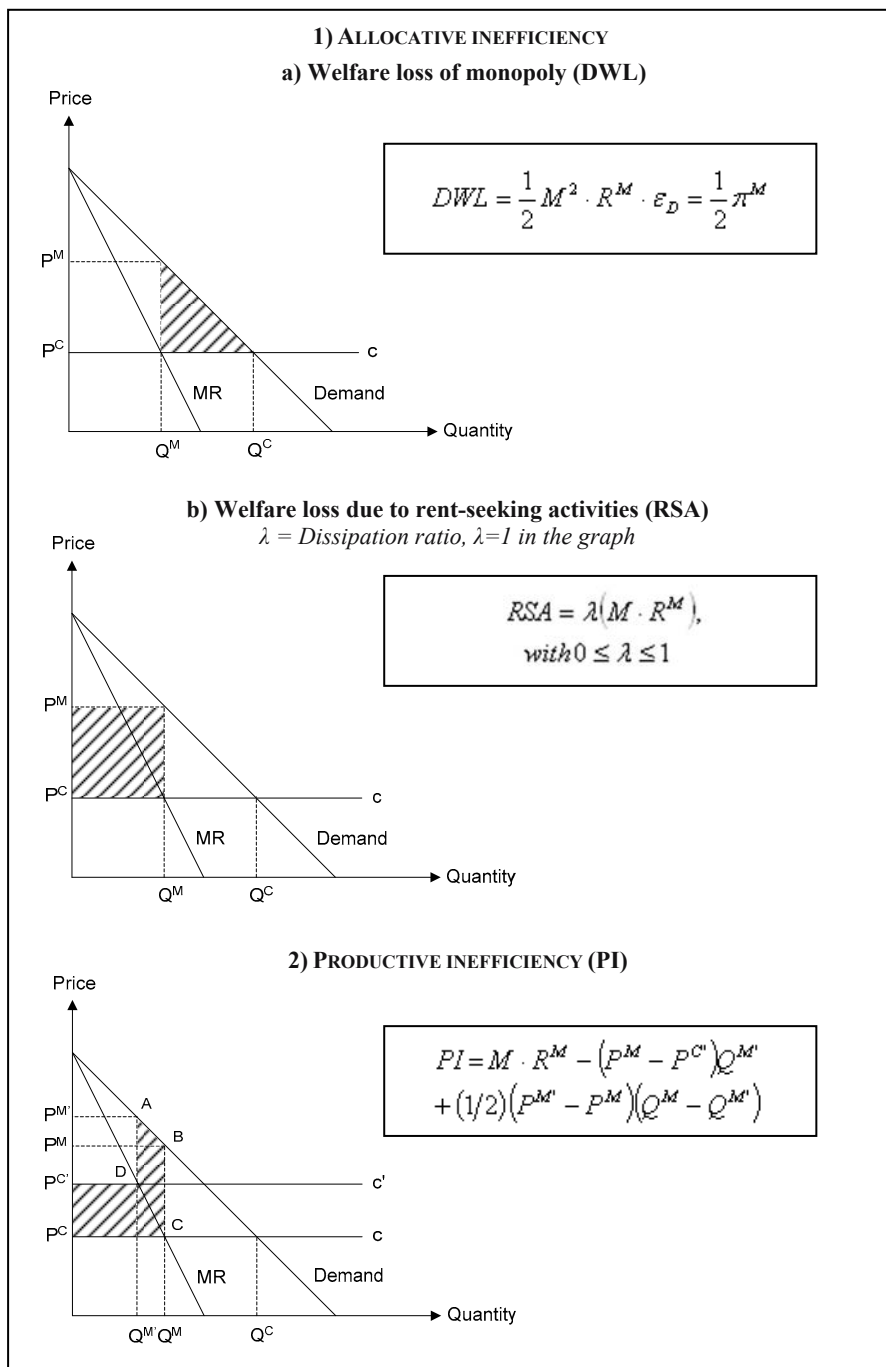 1) ALLOCATIVE INEFFICIENCY
a) Welfare loss of monopoly (DWL)
Price
DWL = 1/2 M² · R^M · ε_D = 1/2 π^M
P^M
P^C
c
MR
Demand
Quantity
Q^M
Q^C
b) Welfare loss due to rent-seeking activities (RSA)
λ = Dissipation ratio, λ=1 in the graph
Price
RSA = λ(M · R^M),
with 0 ≤ λ ≤ 1
P^M
P^C
c
MR
Demand
Quantity
Q^M
Q^C
2) PRODUCTIVE INEFFICIENCY (PI)
Price
PI = M · R^M − (P^M − P^C')Q^M'
+ (1/2)(P^M' − P^M)(Q^M − Q^M')
P^M'
A
P^M
B
P^C'
D
c'
P^C
C
c
MR
Demand
Quantity
Q^M'
Q^M
Q^C